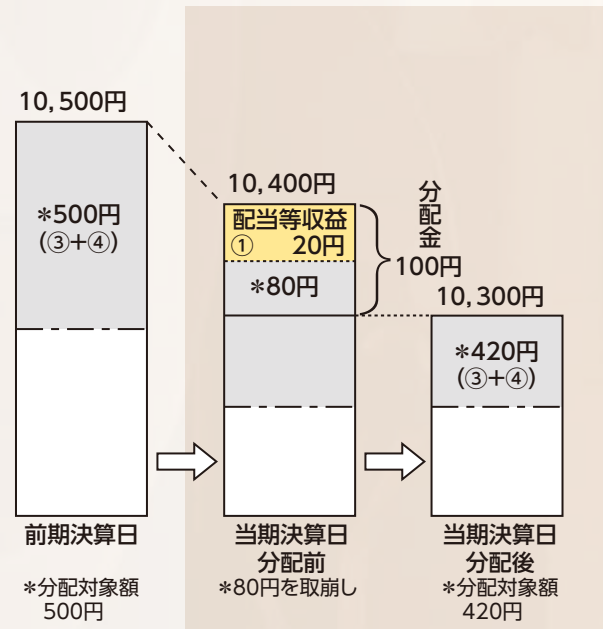 10,500円
*500円
(③+④)
前期決算日
*分配対象額
500円
10,400円
配当等収益
① 20円
*80円
分配金
100円
当期決算日
分配前
*80円を取崩し
10,300円
*420円
(③+④)
当期決算日
分配後
*分配対象額
420円